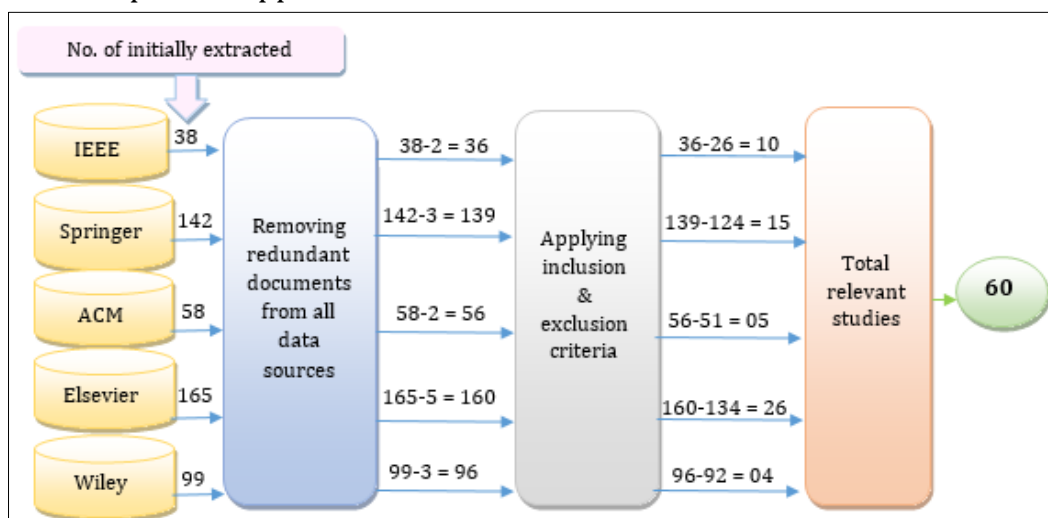 No. of initially extracted
IEEE
38
38-2 = 36
36-26 = 10
Springer
142
142-3 = 139
139-124 = 15
ACM
58
58-2 = 56
56-51 = 05
Elsevier
165
165-5 = 160
160-134 = 26
Wiley
99
99-3 = 96
96-92 = 04
Removing
redundant
documents
from all
data
sources
Applying
inclusion
&
exclusion
criteria
Total
relevant
studies
60